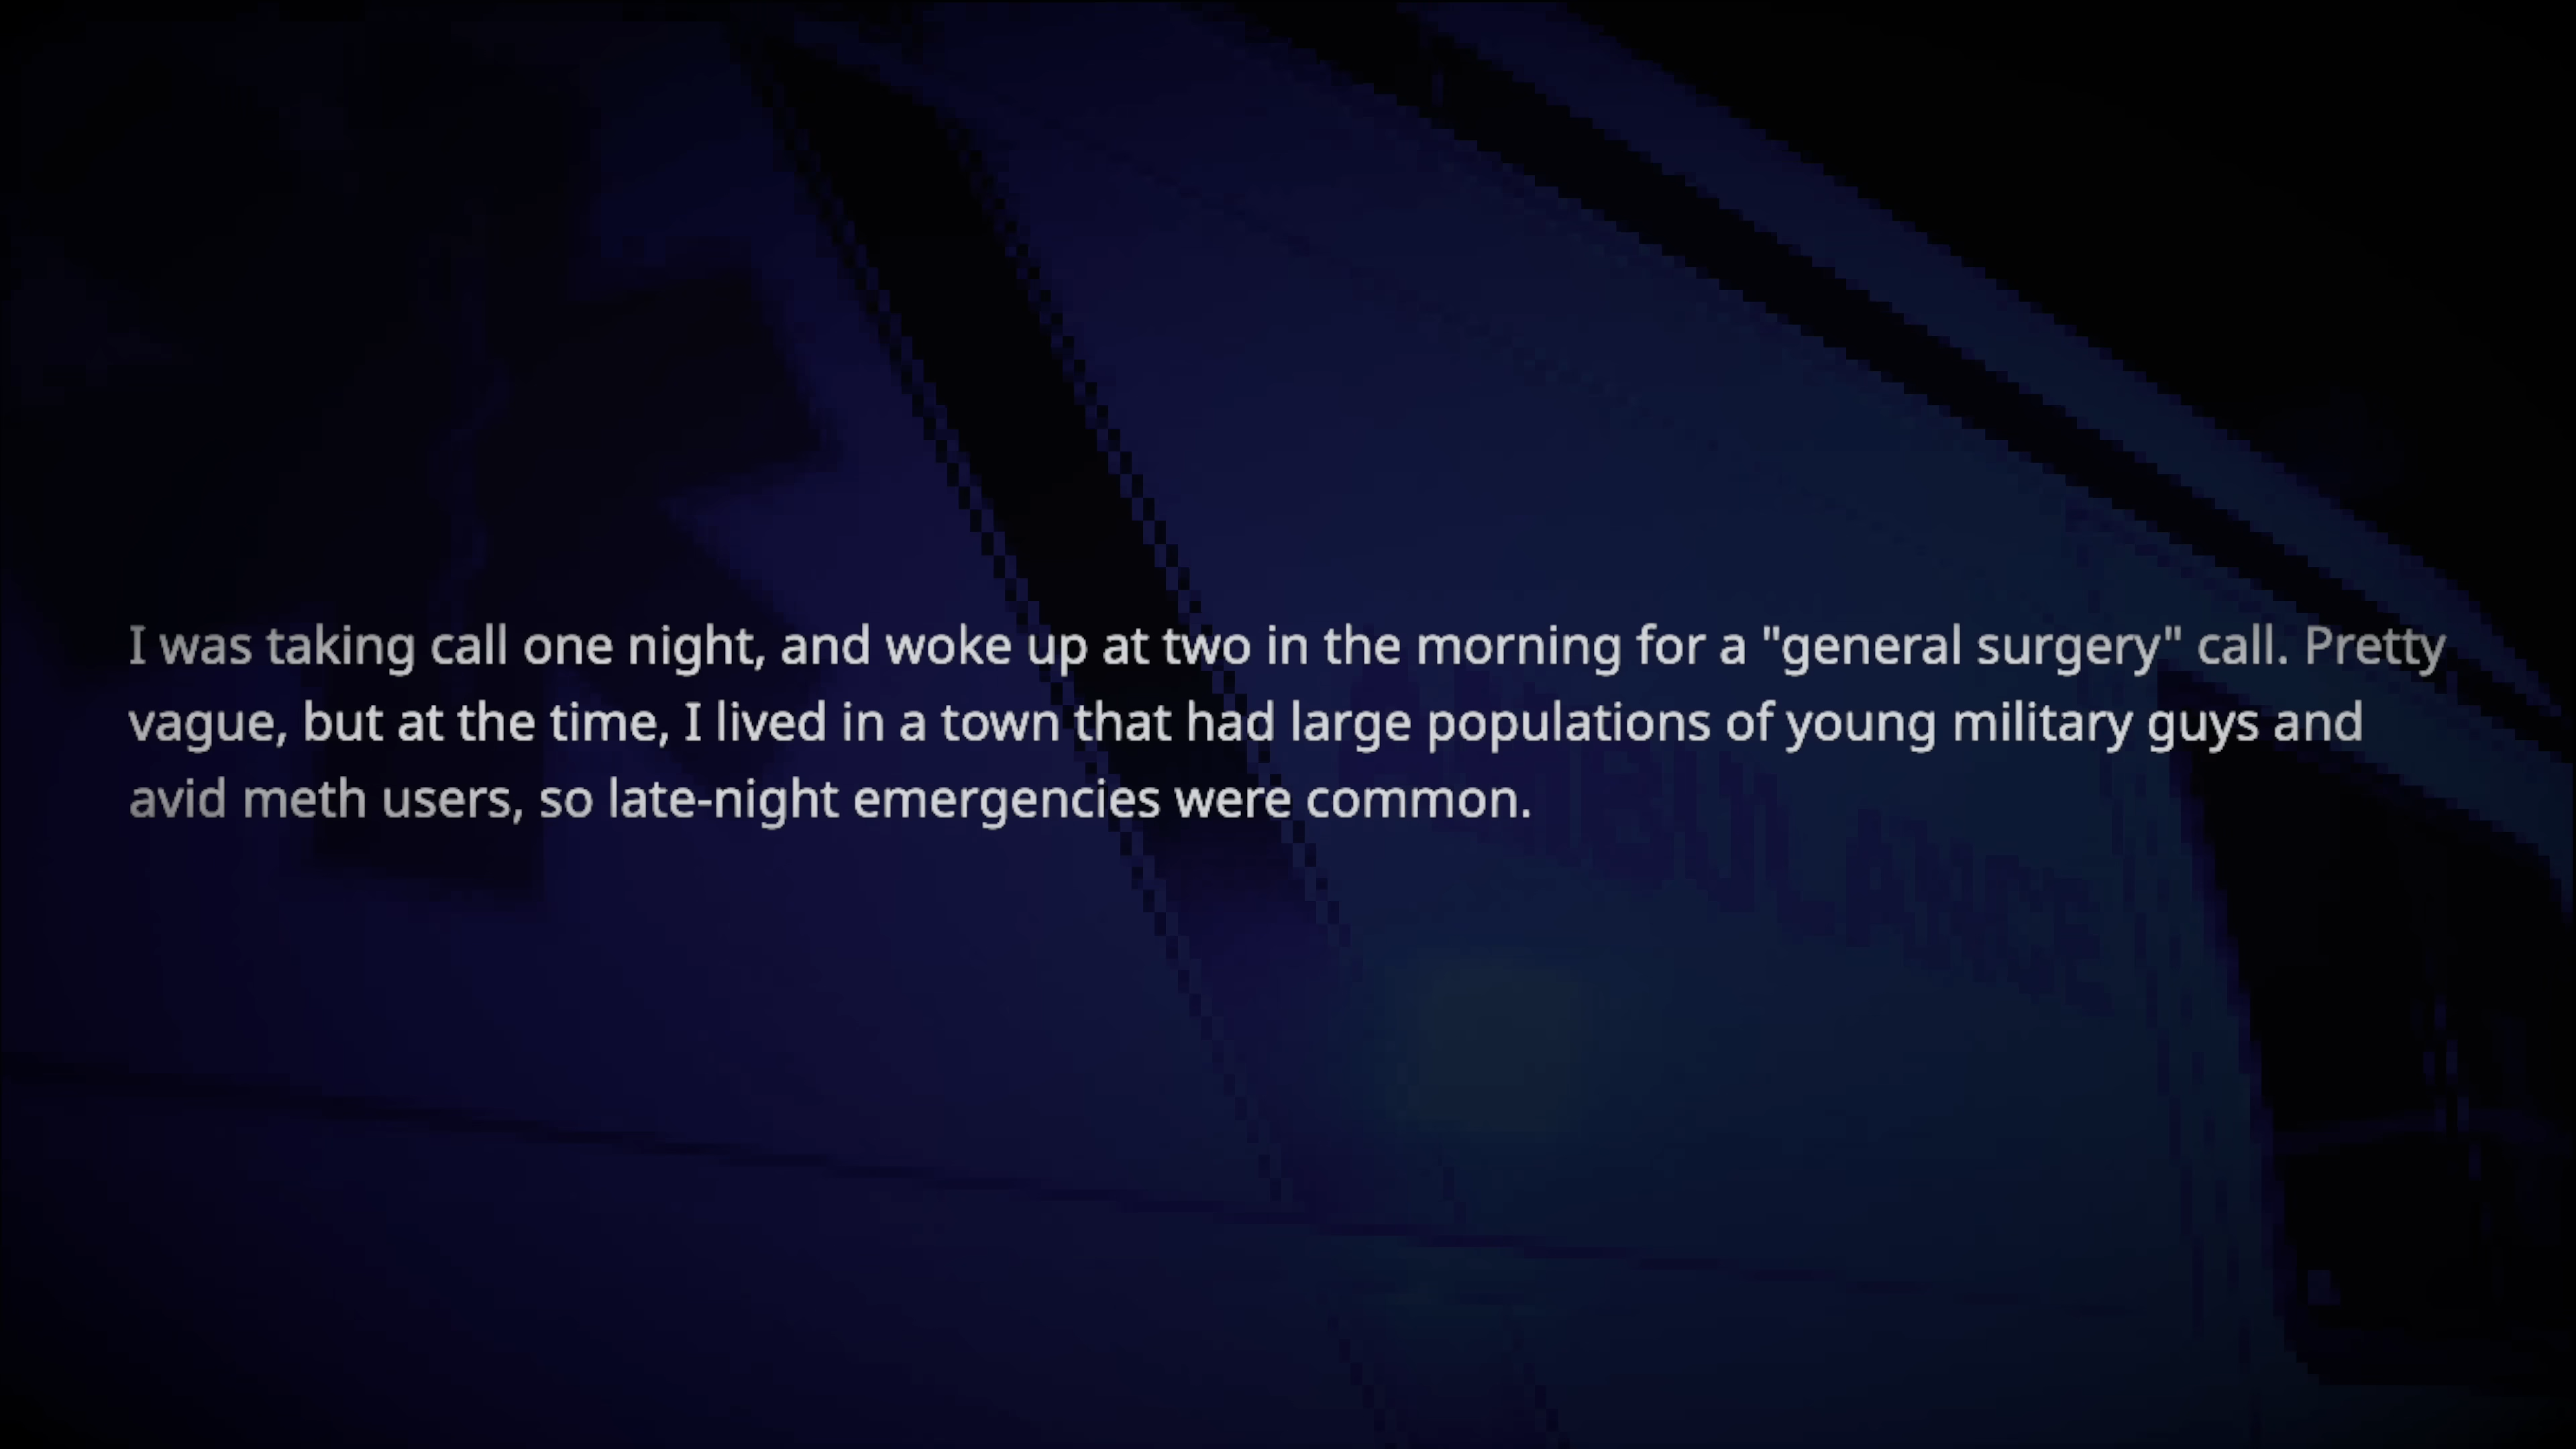 I was taking call one night, and woke up at two in the morning for a "general surgery" call. Pretty
vague, but at the time, I lived in a town that had large populations of young military guys and
avid meth users, so late-night emergencies were common.
AMBULANCE